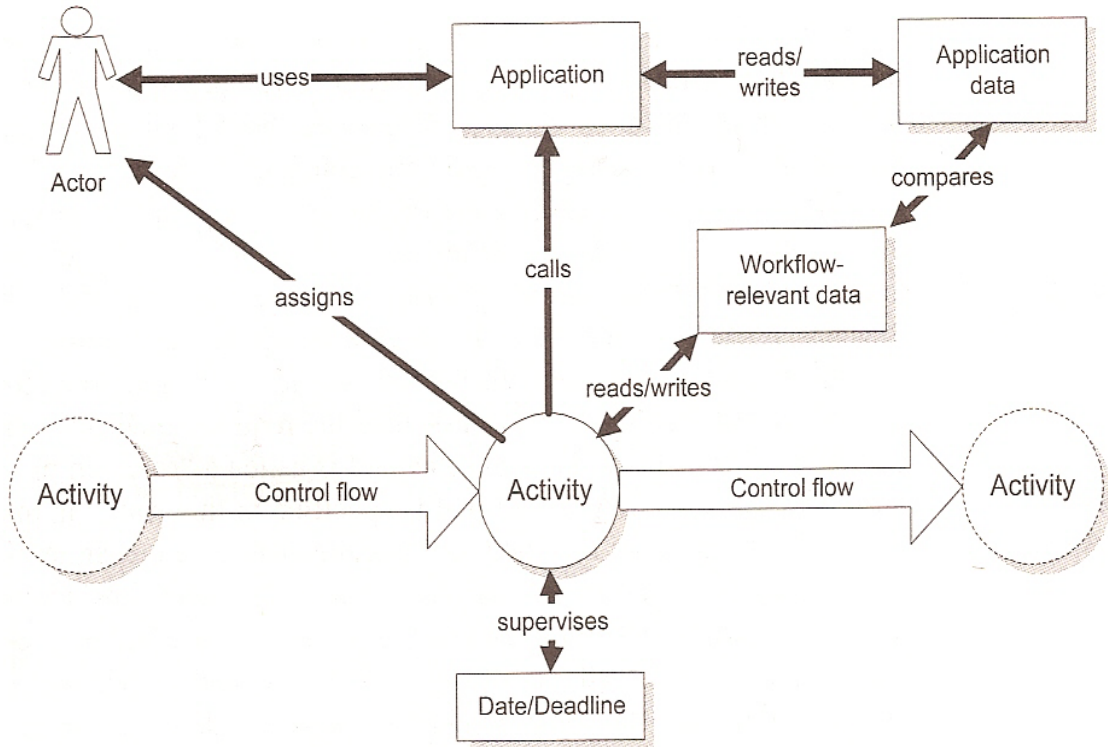 uses
Application
reads/
writes
Application
data
Actor
compares
assigns
calls
Workflow-
relevant data
reads/writes
Activity
Control flow
Activity
Control flow
Activity
supervises
Date/Deadline